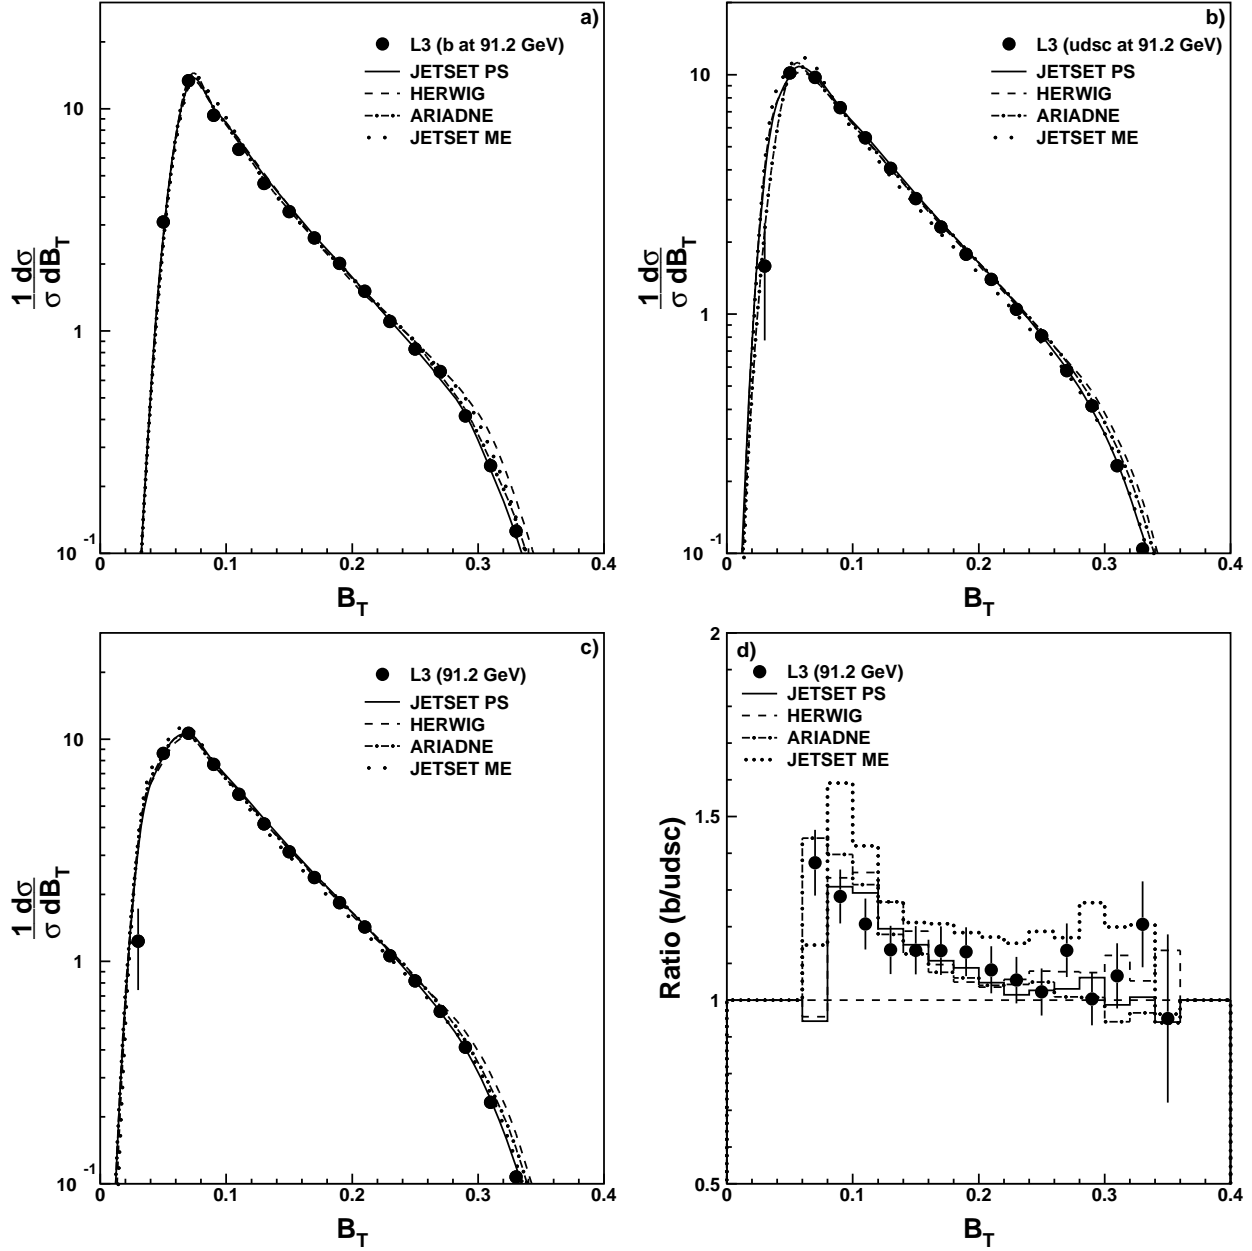 a)
L3 (b at 91.2 GeV)
JETSET PS
HERWIG
ARIADNE
JETSET ME
10
1
10 -1
1 dσ
σ dB_T
0 0.1 0.2 0.3 0.4
B_T
b)
L3 (udsc at 91.2 GeV)
JETSET PS
HERWIG
ARIADNE
JETSET ME
10
1
10 -1
1 dσ
σ dB_T
0 0.1 0.2 0.3 0.4
B_T
c)
L3 (91.2 GeV)
JETSET PS
HERWIG
ARIADNE
JETSET ME
10
1
10 -1
1 dσ
σ dB_T
0 0.1 0.2 0.3 0.4
B_T
d)
L3 (91.2 GeV)
JETSET PS
HERWIG
ARIADNE
JETSET ME
2
1.5
1
0.5
Ratio (b/udsc)
0 0.1 0.2 0.3 0.4
B_T